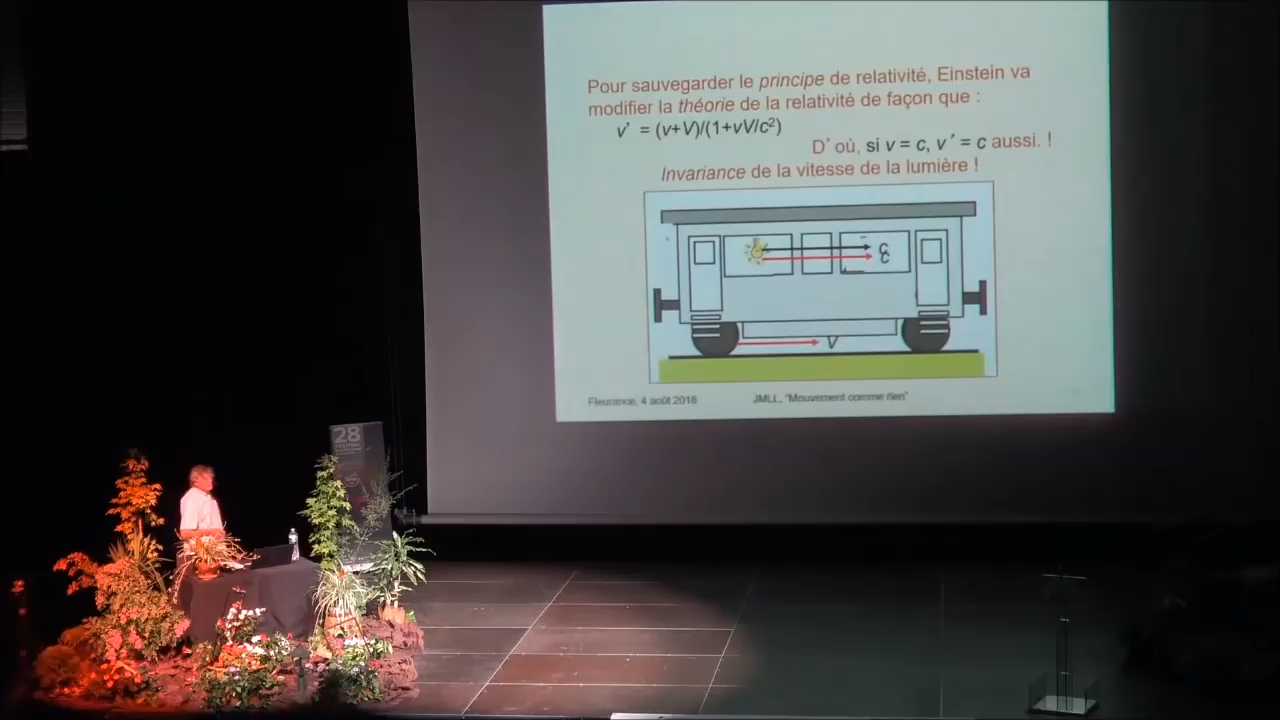 Pour sauvegarder le principe de relativité, Einstein va
modifier la théorie de la relativité de façon que :
v' = (v+V)/(1+vV/c²)
D'où, si v = c, v' = c aussi. !
Invariance de la vitesse de la lumière !
c
c
V
Fleurance, 4 août 2018
JMLL, "Mouvement comme rien"
28
FESTIVAL